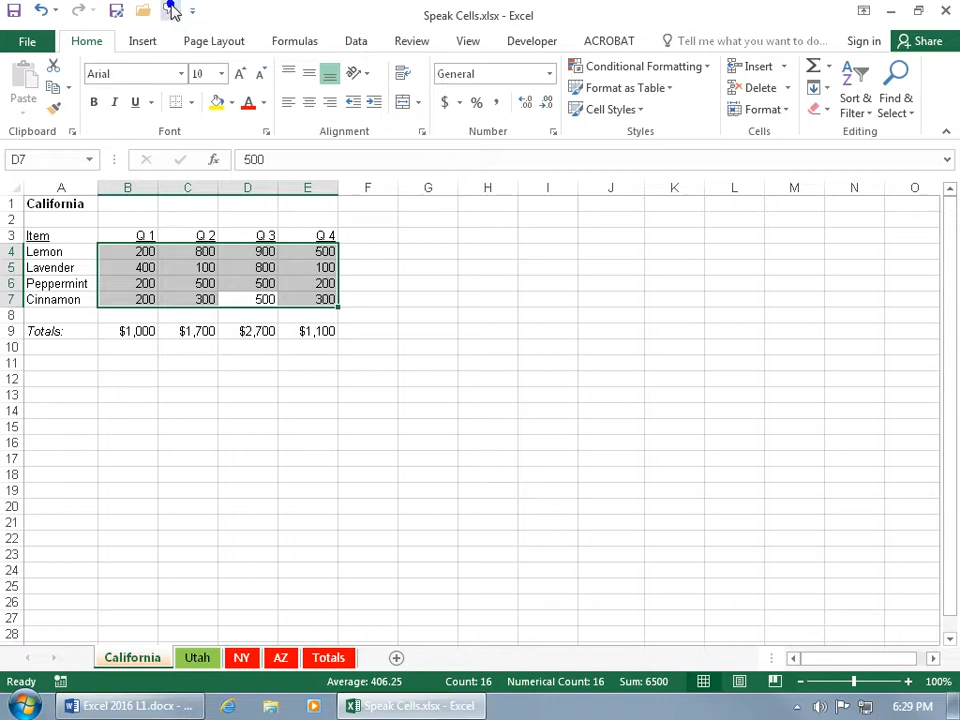 Speak Cells.xlsx - Excel
File Home Insert Page Layout Formulas Data Review View Developer ACROBAT Tell me what you want to do... Sign in Share
Paste
Arial 10
B I U A
General
$ % ,
Conditional Formatting
Format as Table
Cell Styles
Insert
Delete
Format
Sort & Filter
Find & Select
Clipboard Font Alignment Number Styles Cells Editing
D7 fx 500
A B C D E F G H I J K L M N O
1 California
2
3 Item Q 1 Q 2 Q 3 Q 4
4 Lemon 200 800 900 500
5 Lavender 400 100 800 100
6 Peppermint 200 500 500 200
7 Cinnamon 200 300 500 300
8
9 Totals: $1,000 $1,700 $2,700 $1,100
10
11
12
13
14
15
16
17
18
19
20
21
22
23
24
25
26
27
28
California Utah NY AZ Totals
Ready Average: 406.25 Count: 16 Numerical Count: 16 Sum: 6500 100%
Excel 2016 L1.docx - ... Speak Cells.xlsx - Excel 6:29 PM